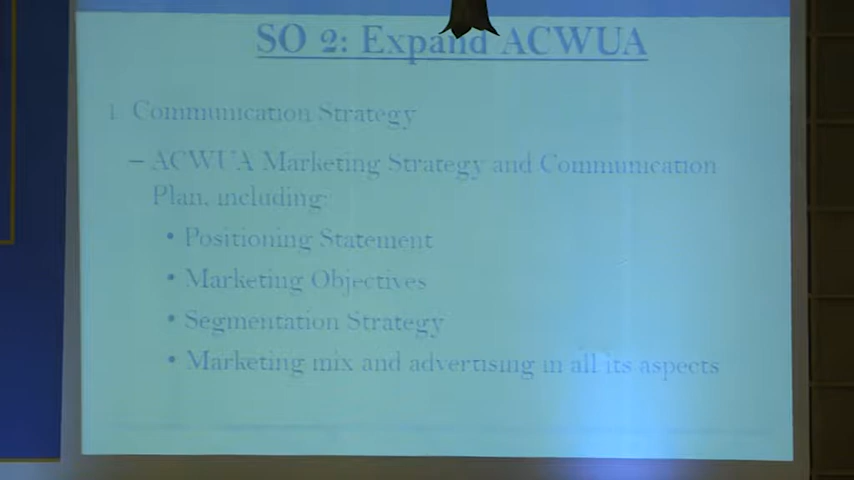 SO 2: Expand ACWUA
1. Communication Strategy
– ACWUA Marketing Strategy and Communication
Plan, including:
• Positioning Statement
• Marketing Objectives
• Segmentation Strategy
• Marketing mix and advertising in all its aspects